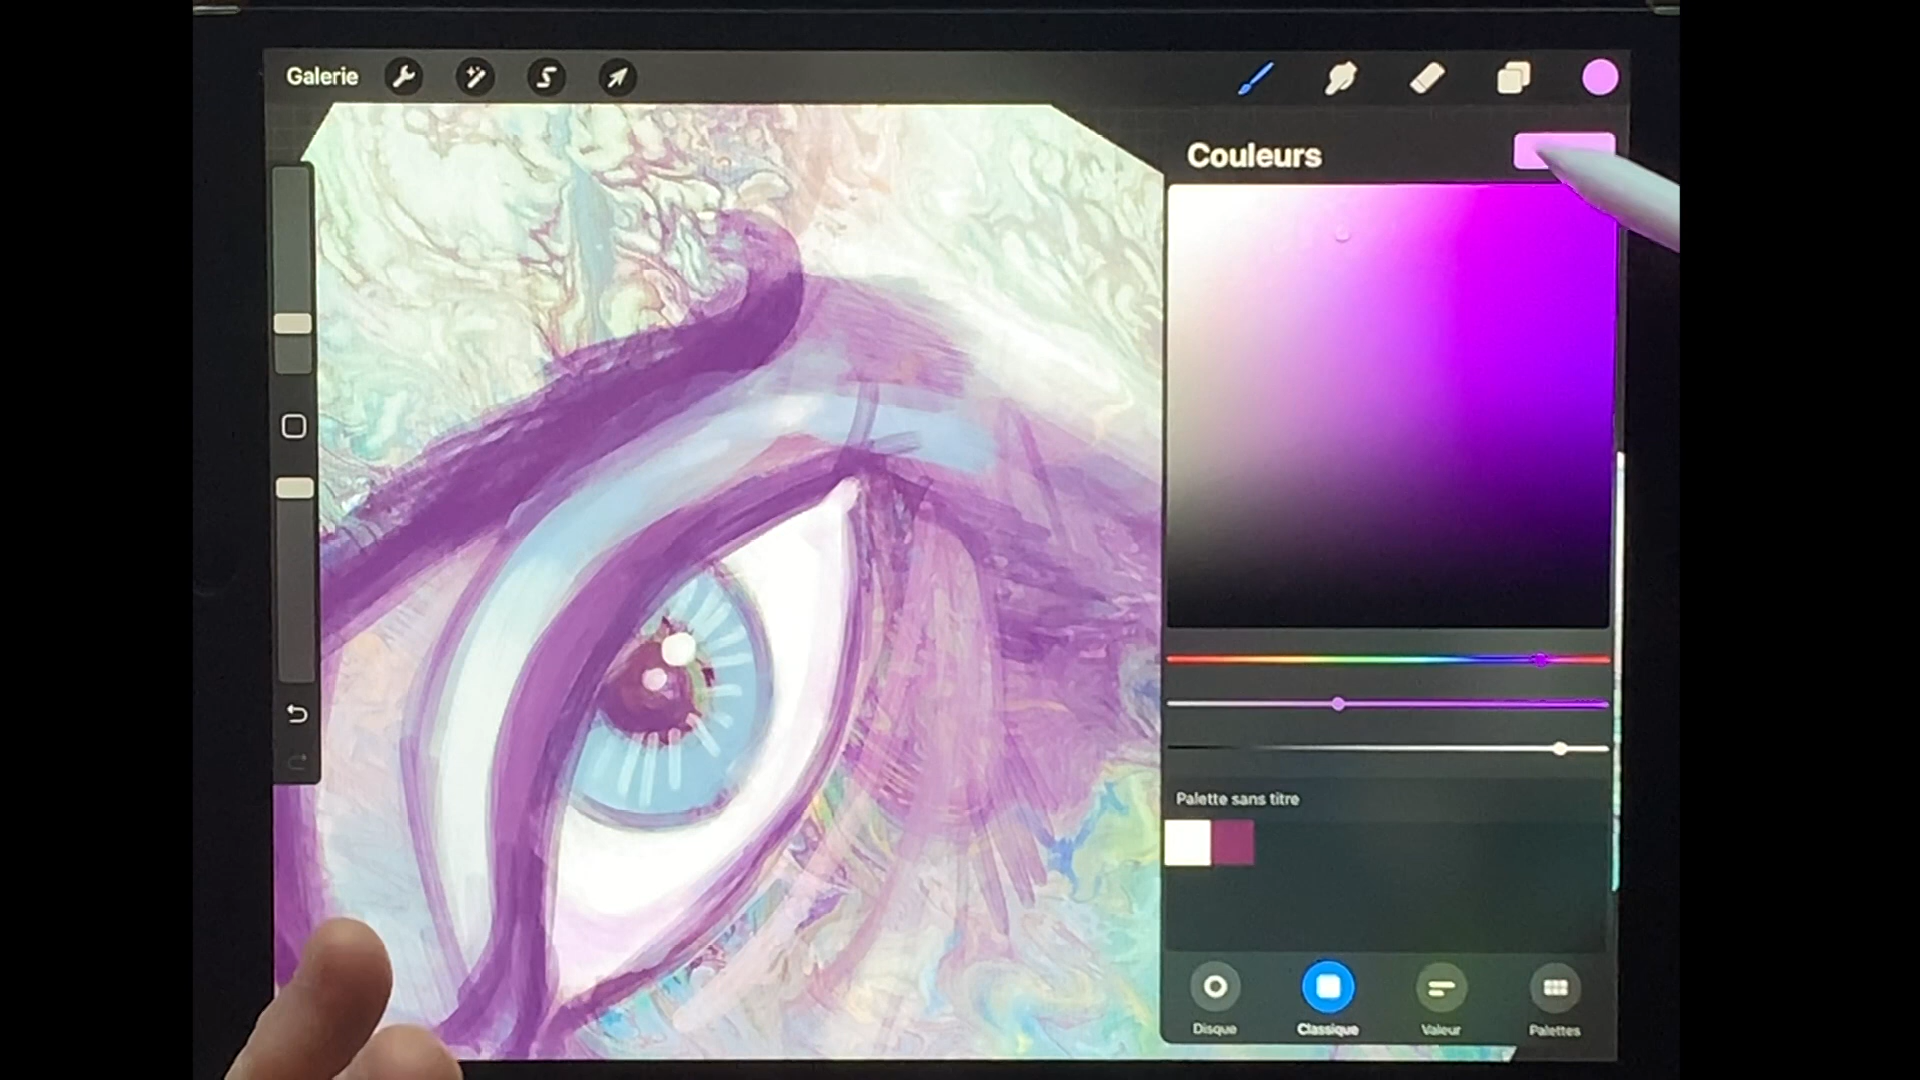 Galerie
Couleurs
Palette sans titre
Disque
Classique
Valeur
Palettes